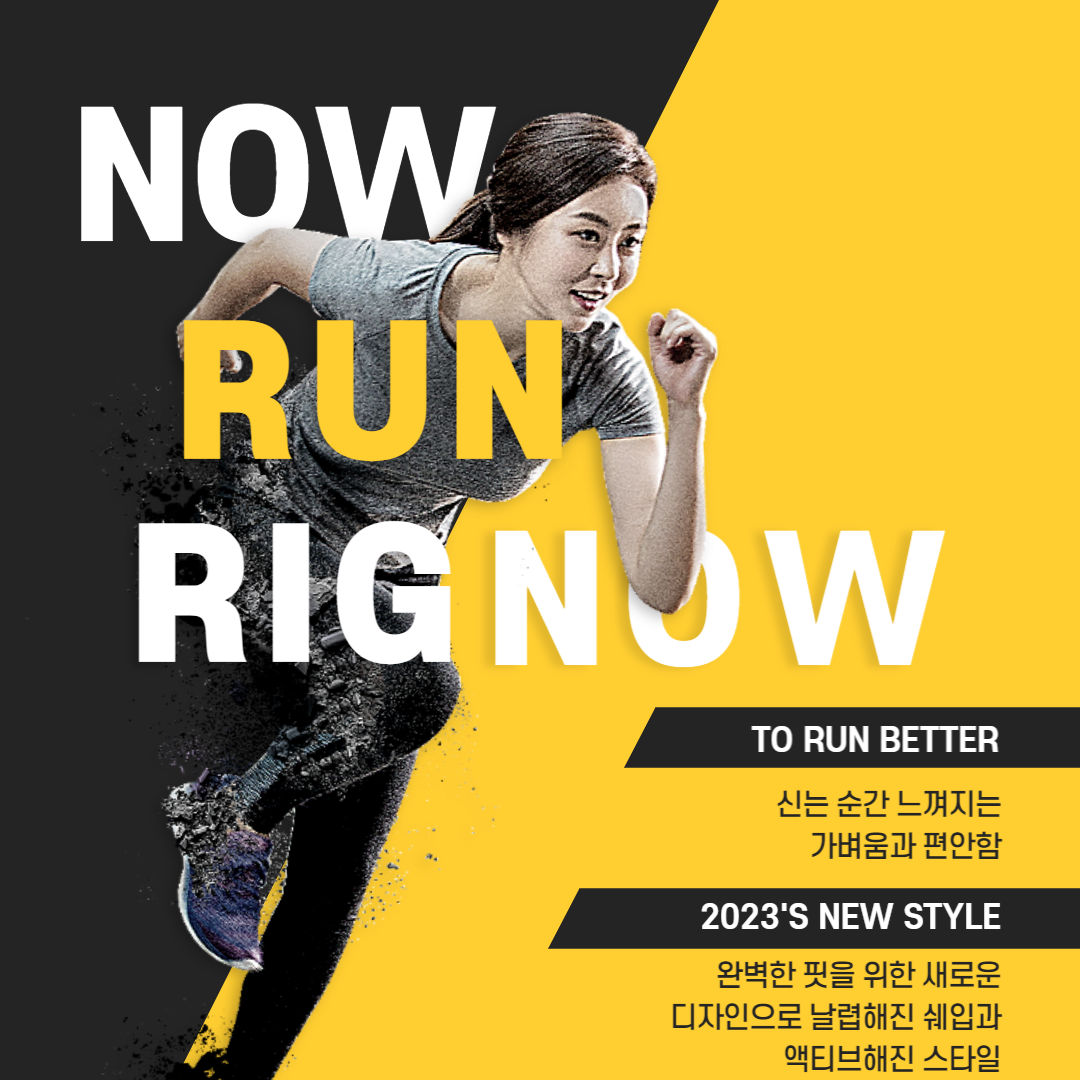 NOW
RUN
RIGNOW
TO RUN BETTER
신는 순간 느껴지는
가벼움과 편안함
2023'S NEW STYLE
완벽한 핏을 위한 새로운
디자인으로 날렵해진 쉐입과
액티브해진 스타일